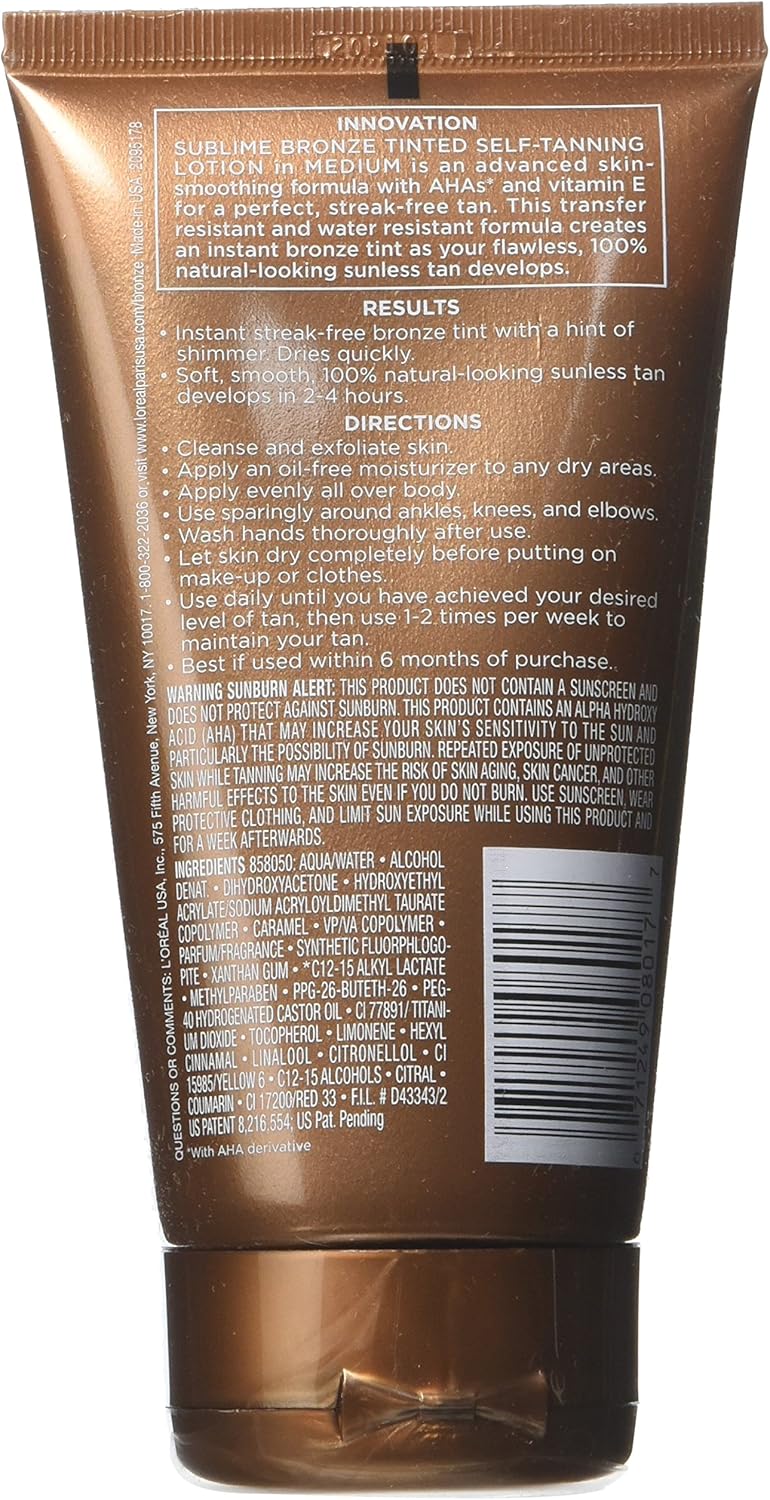 INNOVATION
SUBLIME BRONZE TINTED SELF-TANNING
LOTION in MEDIUM is an advanced skin-
smoothing formula with AHAs* and vitamin E
for a perfect, streak-free tan. This transfer
resistant and water resistant formula creates
an instant bronze tint as your flawless, 100%
natural-looking sunless tan develops.
RESULTS
• Instant streak-free bronze tint with a hint of
shimmer. Dries quickly.
• Soft, smooth, 100% natural-looking sunless tan
develops in 2-4 hours.
DIRECTIONS
• Cleanse and exfoliate skin.
• Apply an oil-free moisturizer to any dry areas.
• Apply evenly all over body.
• Use sparingly around ankles, knees, and elbows.
• Wash hands thoroughly after use.
• Let skin dry completely before putting on
make-up or clothes.
• Use daily until you have achieved your desired
level of tan, then use 1-2 times per week to
maintain your tan.
• Best if used within 6 months of purchase.
WARNING SUNBURN ALERT: THIS PRODUCT DOES NOT CONTAIN A SUNSCREEN AND
DOES NOT PROTECT AGAINST SUNBURN. THIS PRODUCT CONTAINS AN ALPHA HYDROXY
ACID (AHA) THAT MAY INCREASE YOUR SKIN'S SENSITIVITY TO THE SUN AND
PARTICULARLY THE POSSIBILITY OF SUNBURN. REPEATED EXPOSURE OF UNPROTECTED
SKIN WHILE TANNING MAY INCREASE THE RISK OF SKIN AGING, SKIN CANCER, AND OTHER
HARMFUL EFFECTS TO THE SKIN EVEN IF YOU DO NOT BURN. USE SUNSCREEN, WEAR
PROTECTIVE CLOTHING, AND LIMIT SUN EXPOSURE WHILE USING THIS PRODUCT AND
FOR A WEEK AFTERWARDS.
INGREDIENTS 858050: AQUA/WATER • ALCOHOL
DENAT. • DIHYDROXYACETONE • HYDROXYETHYL
ACRYLATE/SODIUM ACRYLOYLDIMETHYL TAURATE
COPOLYMER • CARAMEL • VP/VA COPOLYMER •
PARFUM/FRAGRANCE • SYNTHETIC FLUORPHLOGO-
PITE • XANTHAN GUM • *C12-15 ALKYL LACTATE
• METHYLPARABEN • PPG-26-BUTETH-26 • PEG-
40 HYDROGENATED CASTOR OIL • CI 77891/ TITANI-
UM DIOXIDE • TOCOPHEROL • LIMONENE • HEXYL
CINNAMAL • LINALOOL • CITRONELLOL • CI
15985/YELLOW 6 • C12-15 ALCOHOLS • CITRAL •
COUMARIN • CI 17200/RED 33 • F.I.L. # D43343/2
US PATENT 8,216,554; US Pat. Pending
*With AHA derivative
QUESTIONS OR COMMENTS: L'ORÉAL USA, Inc., 575 Fifth Avenue, New York, NY 10017. 1-800-322-2036 or visit www.lorealparisusa.com/bronze Made in USA 2095178
0 71249 08017 7